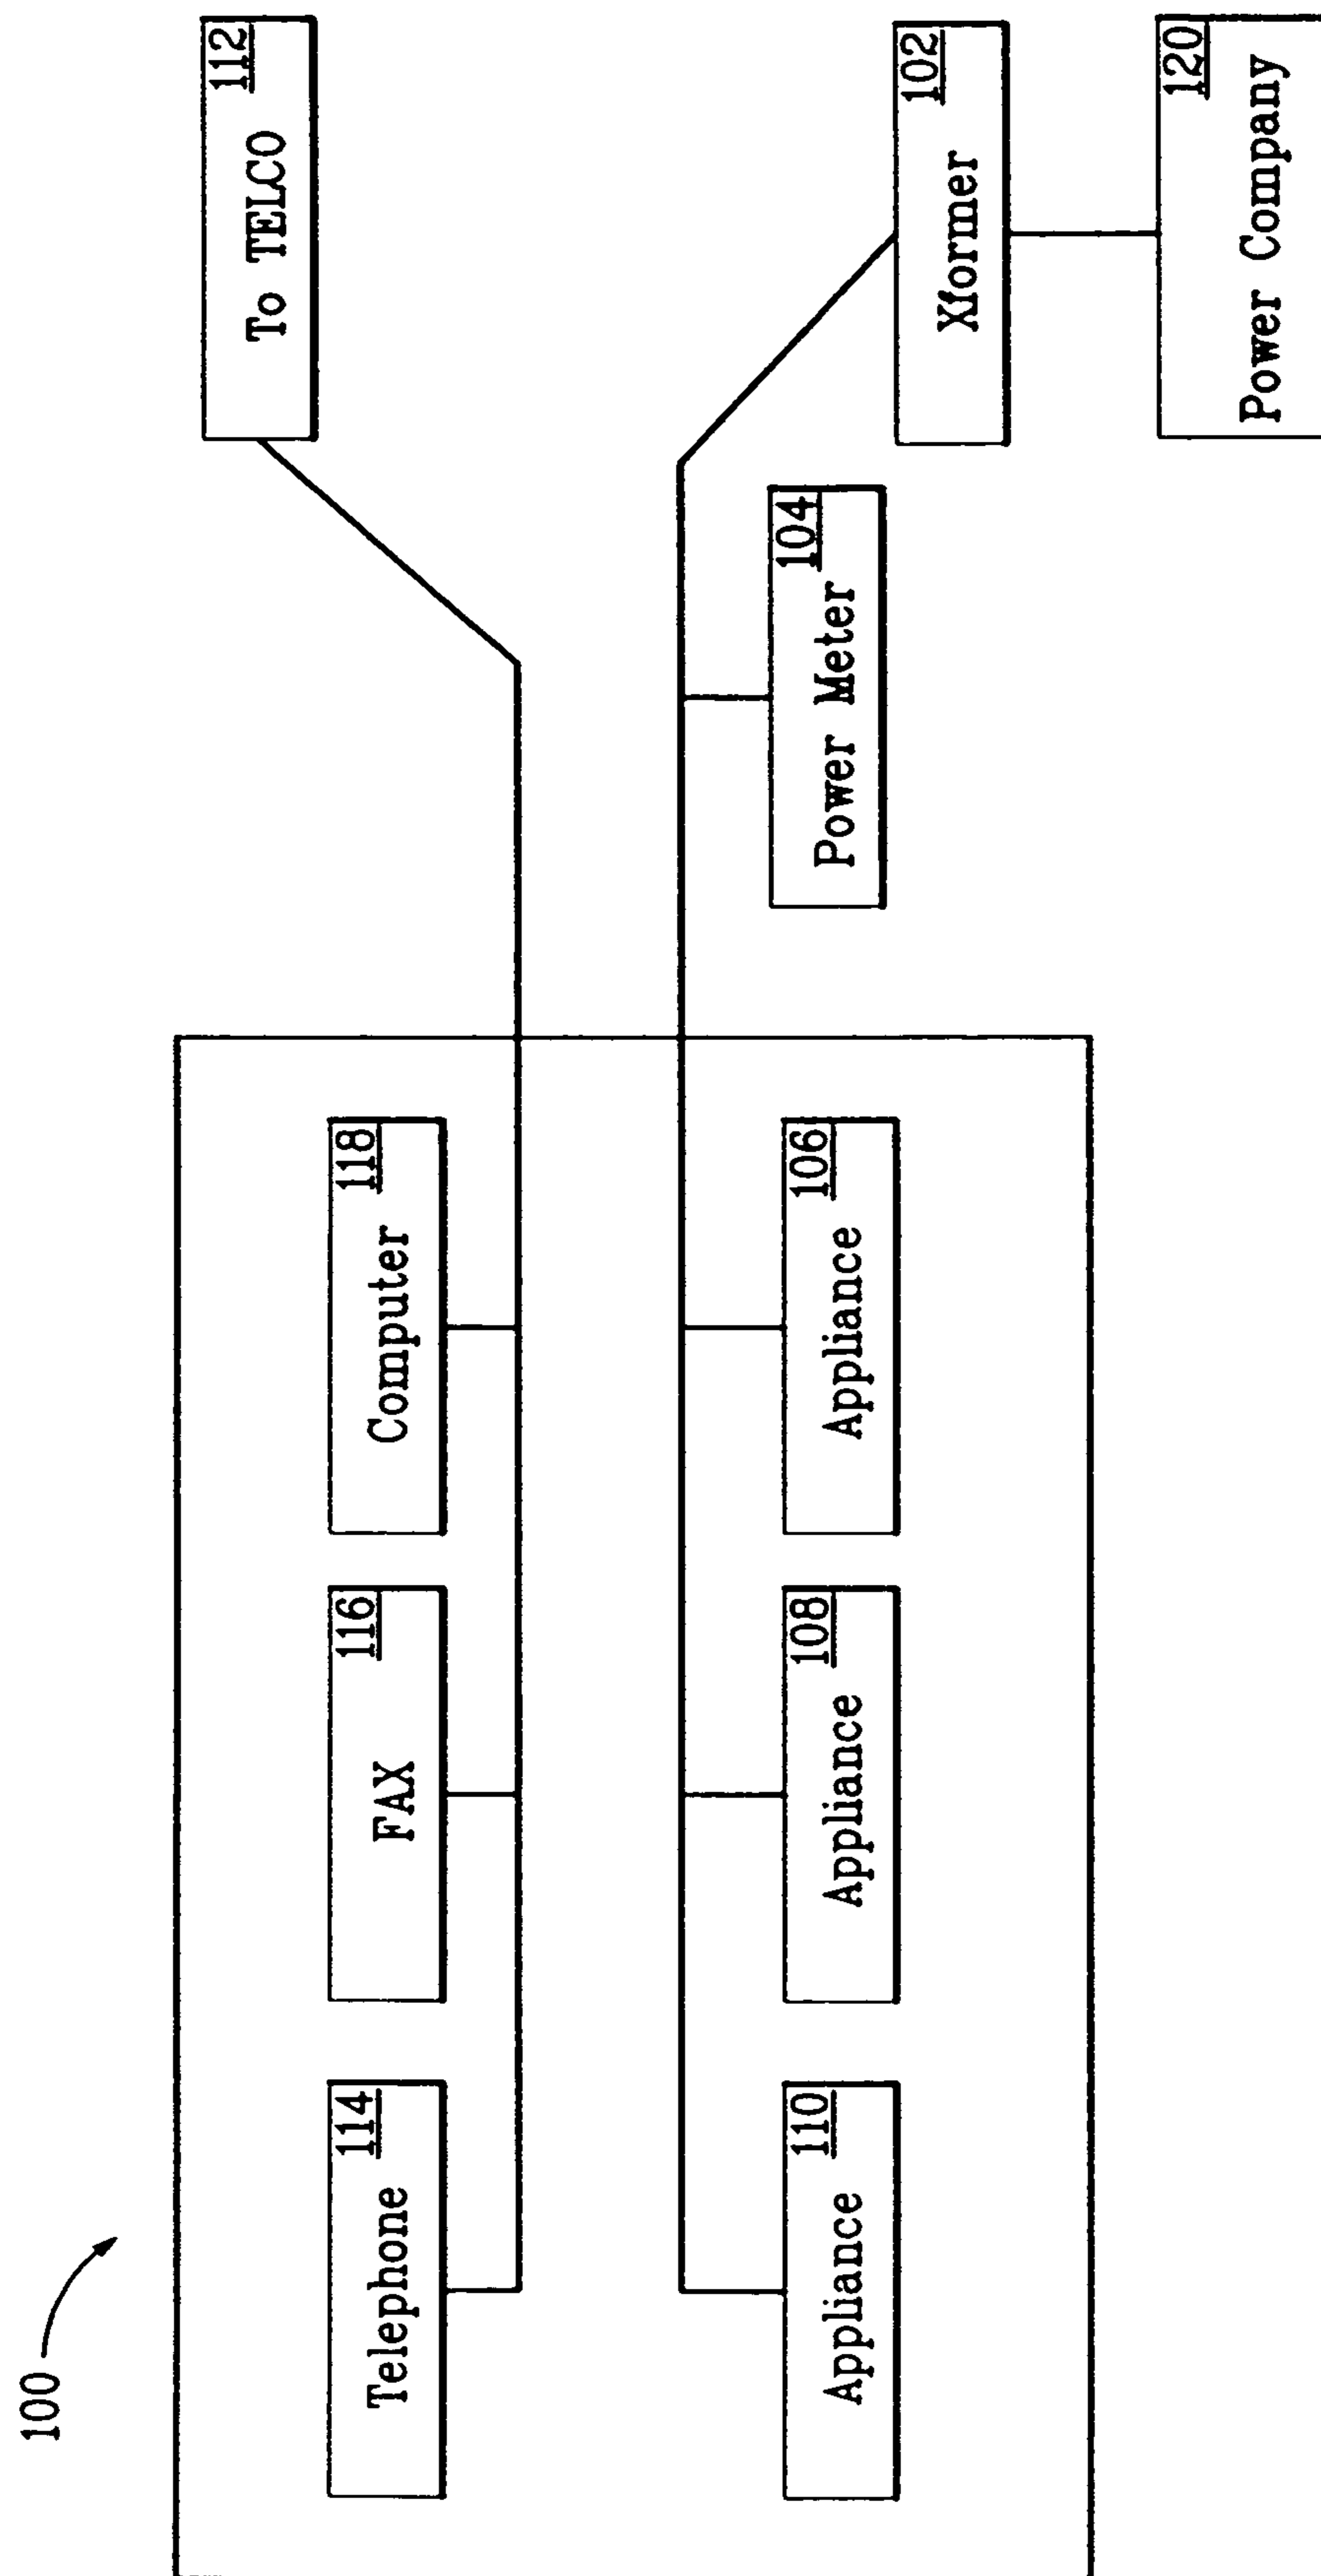 100
Telephone
114
FAX
116
Computer
118
To TELCO
112
Appliance
110
Appliance
108
Appliance
106
Power Meter
104
Xformer
102
Power Company
120